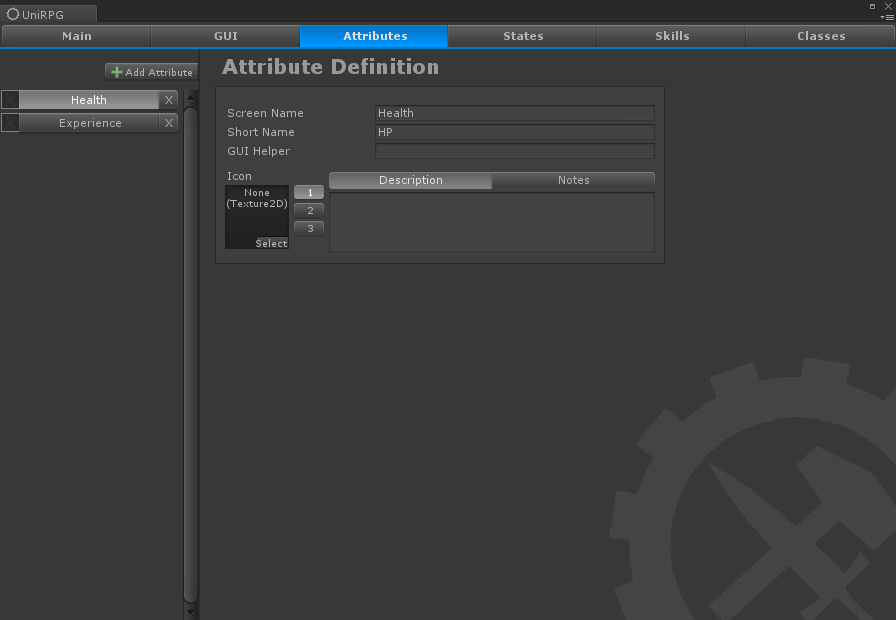 UniRPG
Main GUI Attributes States Skills Classes
Add Attribute
Health X
Experience X
Attribute Definition
Screen Name Health
Short Name HP
GUI Helper
Icon
None
(Texture2D)
Select
1
2
3
Description Notes